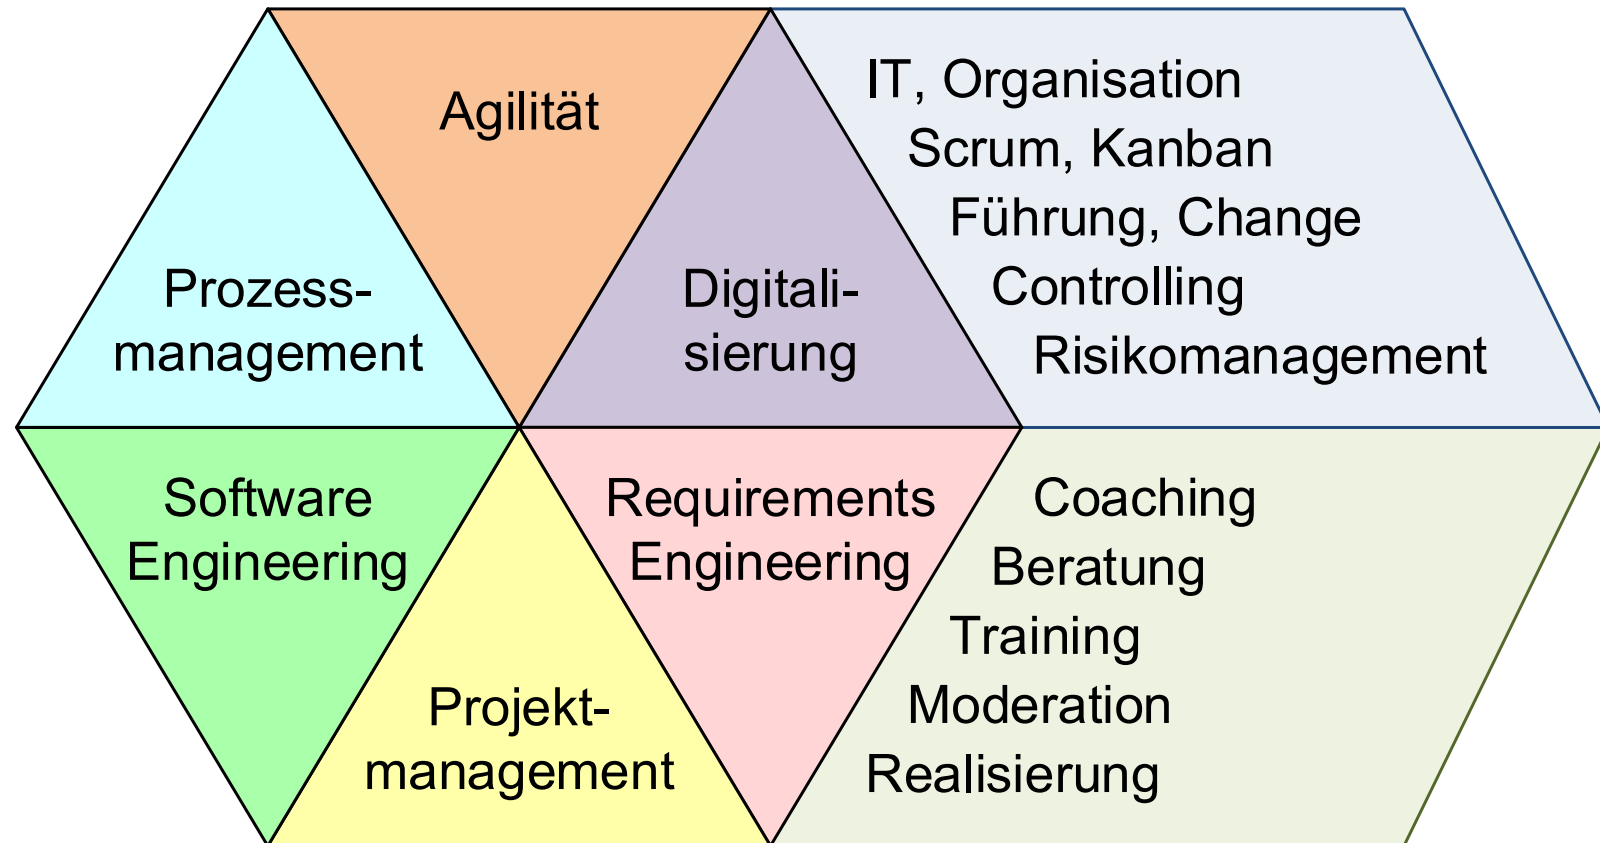 Agilität
Prozess-
management
Digitali-
sierung
IT, Organisation
Scrum, Kanban
Führung, Change
Controlling
Risikomanagement
Software
Engineering
Projekt-
management
Requirements
Engineering
Coaching
Beratung
Training
Moderation
Realisierung